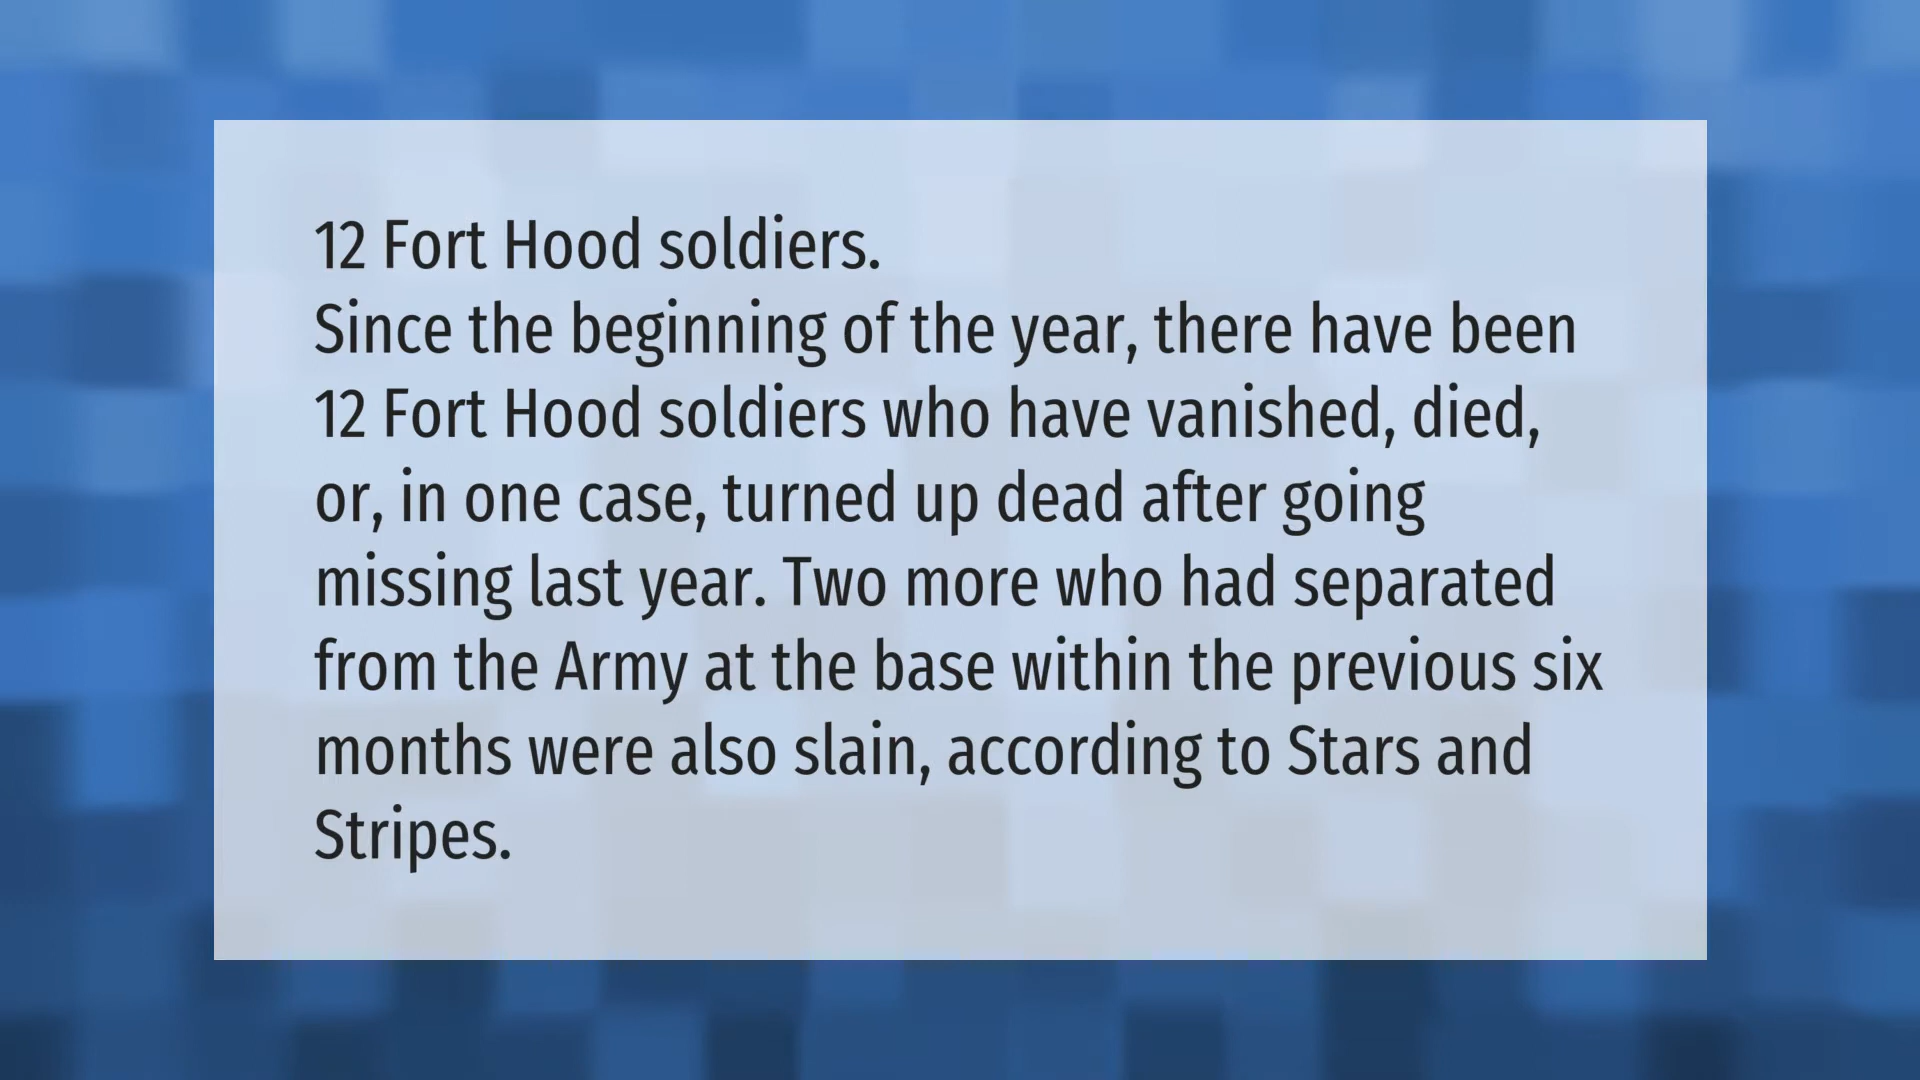 12 Fort Hood soldiers.
Since the beginning of the year, there have been
12 Fort Hood soldiers who have vanished, died,
or, in one case, turned up dead after going
missing last year. Two more who had separated
from the Army at the base within the previous six
months were also slain, according to Stars and
Stripes.